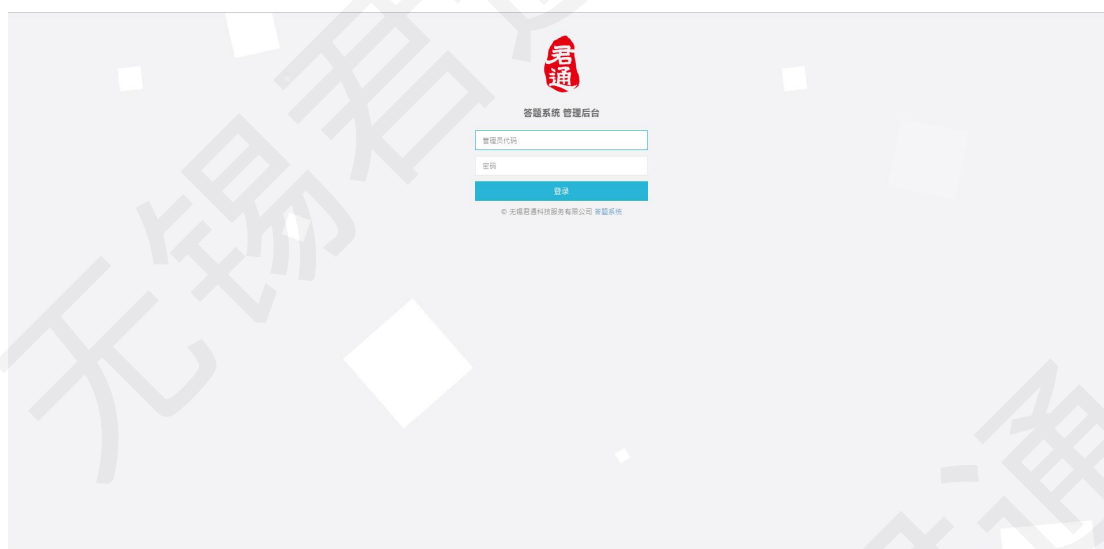 君通
答题系统 管理后台
管理员代码
密码
登录
© 无锡君通科技服务有限公司 答题系统
无锡君通
君通